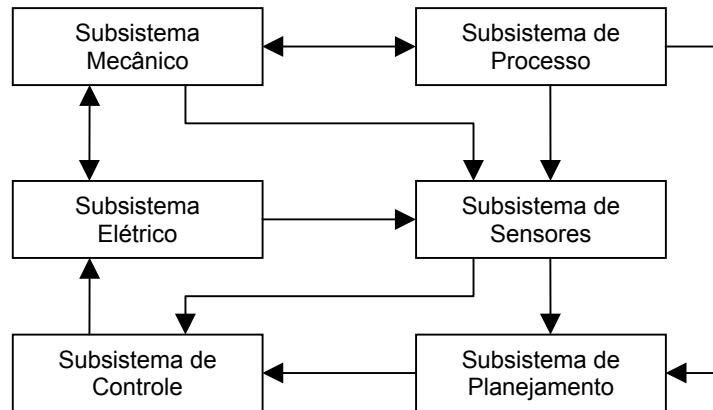 Subsistema
Mecânico
Subsistema de
Processo
Subsistema
Elétrico
Subsistema de
Sensores
Subsistema de
Controle
Subsistema de
Planejamento